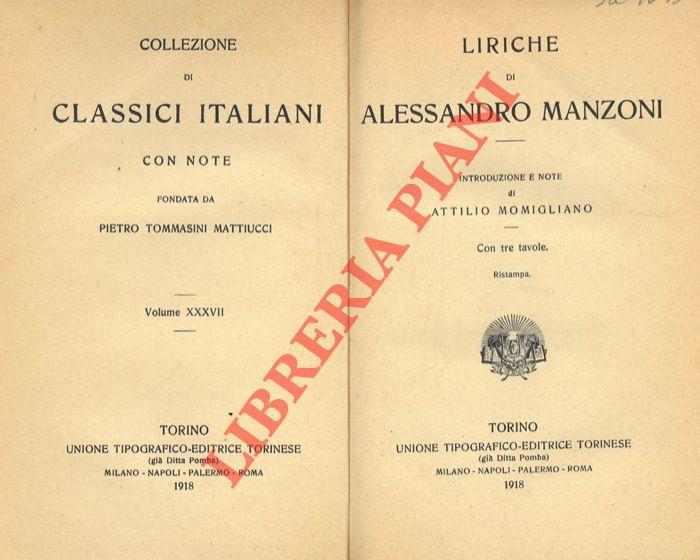 COLLEZIONE
DI
CLASSICI ITALIANI
CON NOTE
FONDATA DA
PIETRO TOMMASINI MATTIUCCI
Volume XXXVII
TORINO
UNIONE TIPOGRAFICO-EDITRICE TORINESE
(già Ditta Pomba)
MILANO - NAPOLI - PALERMO - ROMA
1918
LIRICHE
DI
ALESSANDRO MANZONI
INTRODUZIONE E NOTE
di
ATTILIO MOMIGLIANO
Con tre tavole.
Ristampa.
TORINO
UNIONE TIPOGRAFICO-EDITRICE TORINESE
(già Ditta Pomba)
MILANO - NAPOLI - PALERMO - ROMA
1918
LIBRERIA PIANI